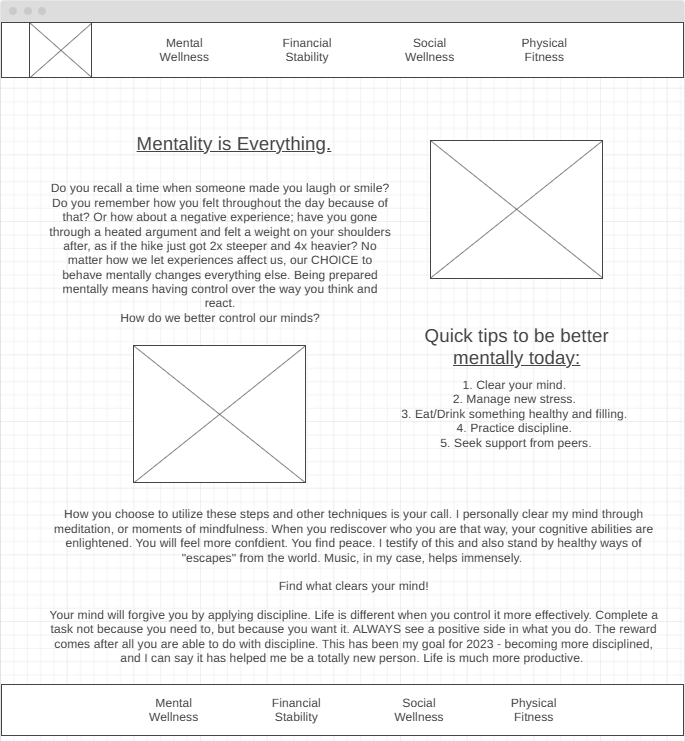 Mental Financial Social Physical
Wellness Stability Wellness Fitness
Mentality is Everything.
Do you recall a time when someone made you laugh or smile?
Do you remember how you felt throughout the day because of
that? Or how about a negative experience; have you gone
through a heated argument and felt a weight on your shoulders
after, as if the hike just got 2x steeper and 4x heavier? No
matter how we let experiences affect us, our CHOICE to
behave mentally changes everything else. Being prepared
mentally means having control over the way you think and
react.
How do we better control our minds?
Quick tips to be better
mentally today:
1. Clear your mind.
2. Manage new stress.
3. Eat/Drink something healthy and filling.
4. Practice discipline.
5. Seek support from peers.
How you choose to utilize these steps and other techniques is your call. I personally clear my mind through
meditation, or moments of mindfulness. When you rediscover who you are that way, your cognitive abilities are
enlightened. You will feel more confdient. You find peace. I testify of this and also stand by healthy ways of
"escapes" from the world. Music, in my case, helps immensely.
Find what clears your mind!
Your mind will forgive you by applying discipline. Life is different when you control it more effectively. Complete a
task not because you need to, but because you want it. ALWAYS see a positive side in what you do. The reward
comes after all you are able to do with discipline. This has been my goal for 2023 - becoming more disciplined,
and I can say it has helped me be a totally new person. Life is much more productive.
Mental Financial Social Physical
Wellness Stability Wellness Fitness